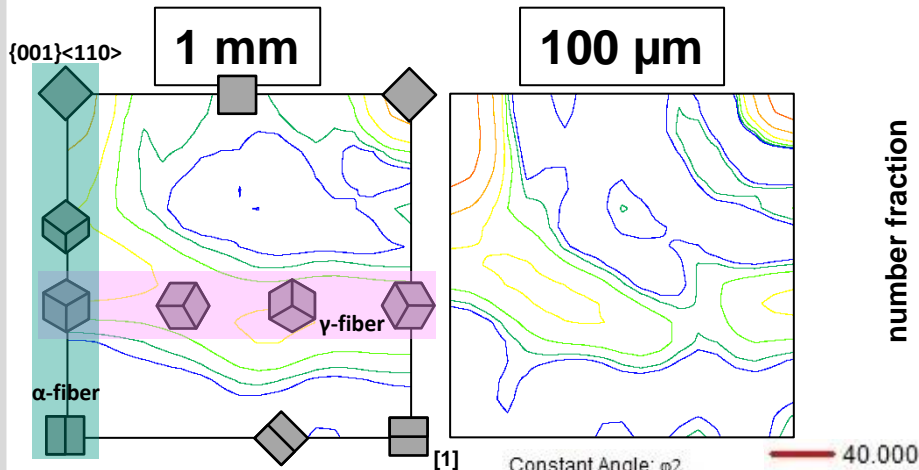 1 mm
100 µm
{001}<110>
number fraction
γ-fiber
α-fiber
[1]
Constant Angle: φ2
40.000